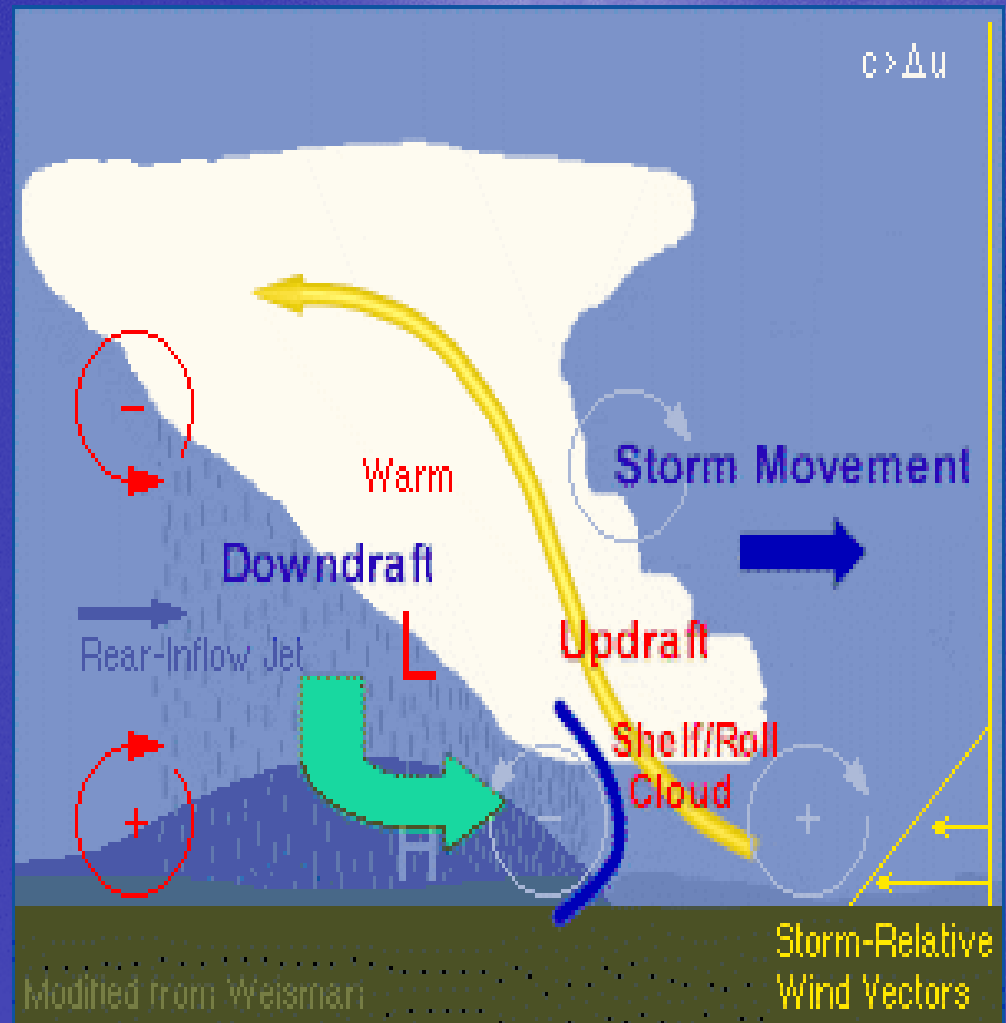 c>Δu
Warm
Storm Movement
Downdraft
L
Rear-Inflow Jet
Updraft
Shelf/Roll
Cloud
-
+
-
+
H
Storm-Relative
Wind Vectors
Modified from Weisman